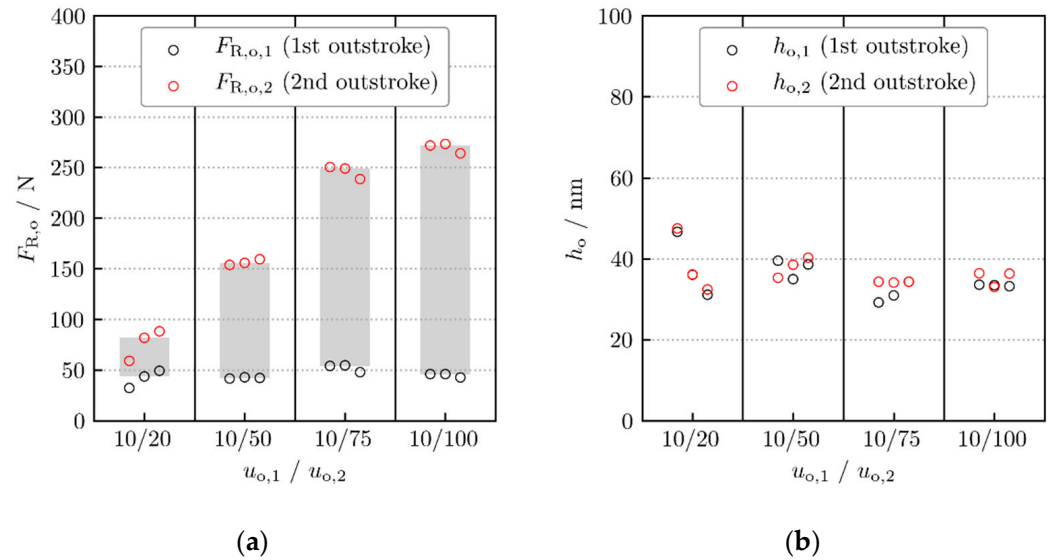 400
350
300
250
200
150
100
50
0
F_R,o / N
F_R,o,1 (1st outstroke)
F_R,o,2 (2nd outstroke)
10/20 10/50 10/75 10/100
u_o,1 / u_o,2
(a)
100
80
60
40
20
0
h_o / nm
h_o,1 (1st outstroke)
h_o,2 (2nd outstroke)
10/20 10/50 10/75 10/100
u_o,1 / u_o,2
(b)